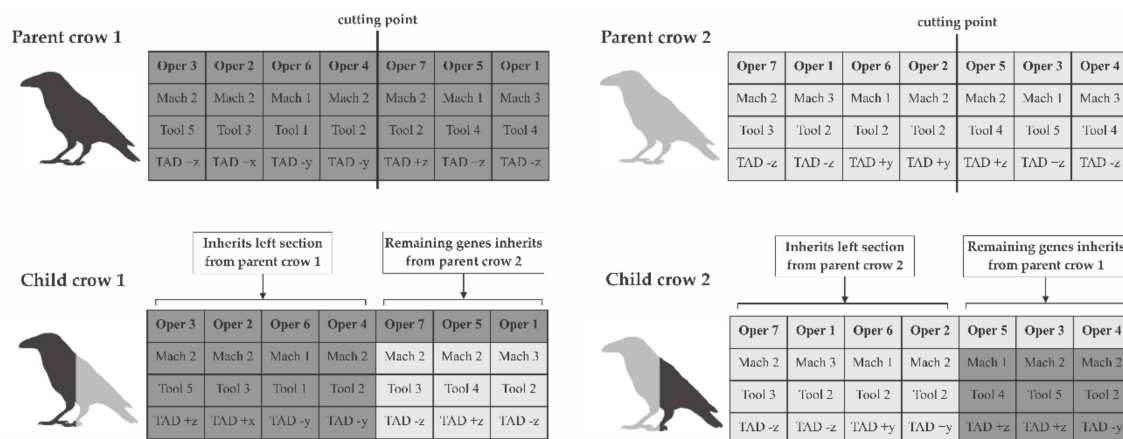 cutting point
cutting point
Parent crow 1
Parent crow 2
Oper 3 Oper 2 Oper 6 Oper 4 Oper 7 Oper 5 Oper 1
Mach 2 Mach 2 Mach 1 Mach 2 Mach 2 Mach 1 Mach 3
Tool 5 Tool 3 Tool 1 Tool 2 Tool 2 Tool 4 Tool 4
TAD +z TAD +x TAD -y TAD -y TAD +z TAD +z TAD -z
Oper 7 Oper 1 Oper 6 Oper 2 Oper 5 Oper 3 Oper 4
Mach 2 Mach 3 Mach 1 Mach 2 Mach 2 Mach 1 Mach 3
Tool 3 Tool 2 Tool 2 Tool 2 Tool 4 Tool 5 Tool 4
TAD -z TAD -z TAD +y TAD +y TAD +z TAD +z TAD -z
Inherits left section
from parent crow 1
Remaining genes inherits
from parent crow 2
Inherits left section
from parent crow 2
Remaining genes inherits
from parent crow 1
Child crow 1
Child crow 2
Oper 3 Oper 2 Oper 6 Oper 4 Oper 7 Oper 5 Oper 1
Mach 2 Mach 2 Mach 1 Mach 2 Mach 2 Mach 2 Mach 3
Tool 5 Tool 3 Tool 1 Tool 2 Tool 3 Tool 4 Tool 2
TAD +z TAD +x TAD -y TAD -y TAD -z TAD +z TAD -z
Oper 7 Oper 1 Oper 6 Oper 2 Oper 5 Oper 3 Oper 4
Mach 2 Mach 3 Mach 1 Mach 2 Mach 1 Mach 2 Mach 2
Tool 3 Tool 2 Tool 2 Tool 2 Tool 4 Tool 5 Tool 2
TAD -z TAD -z TAD +y TAD +y TAD +z TAD +z TAD -y